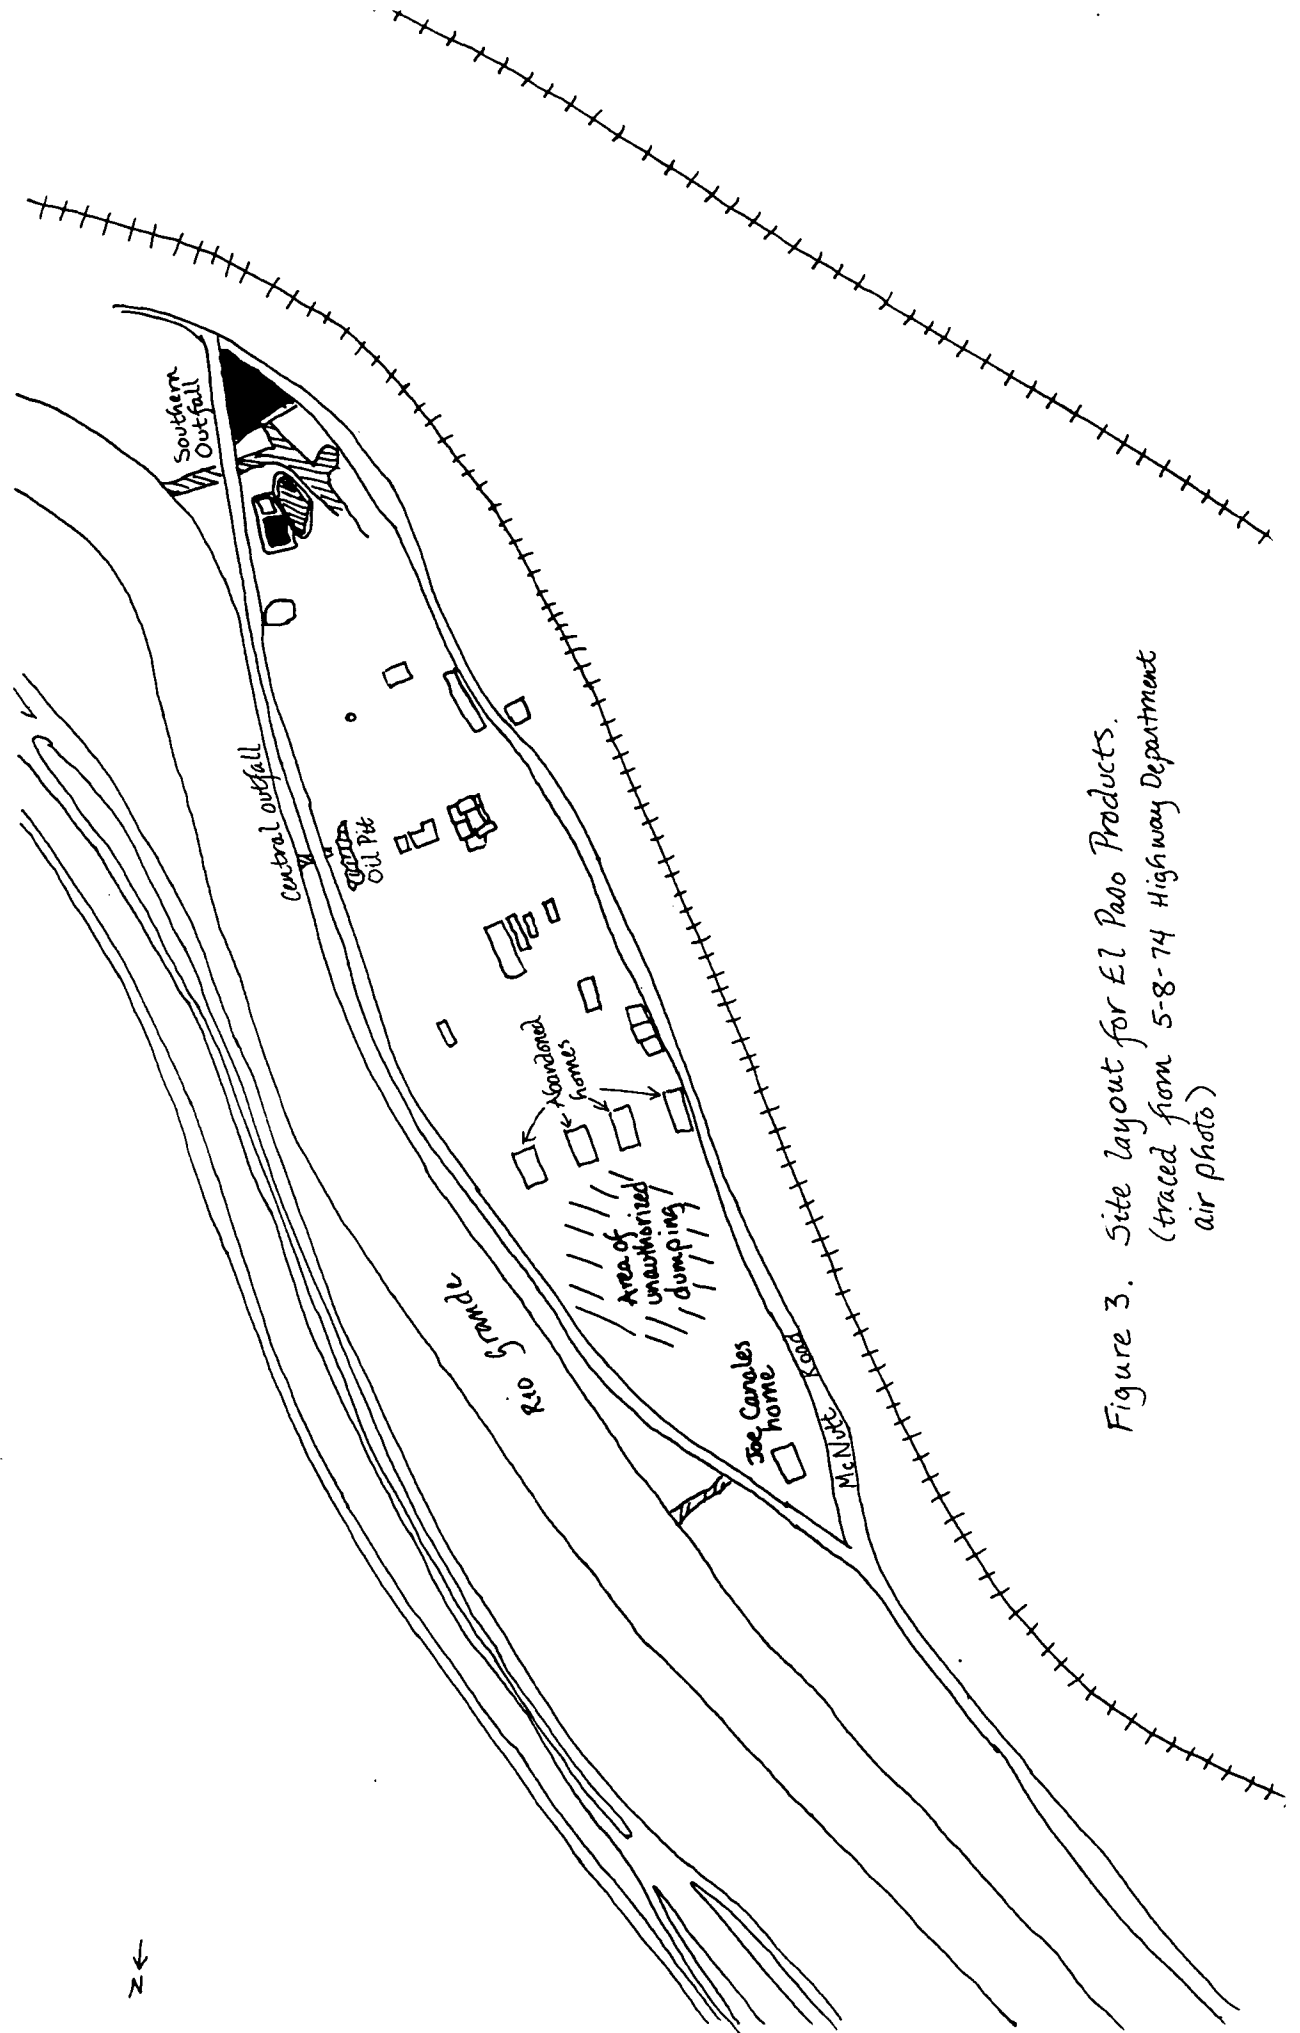 Southern
Outfall
Central outfall
Oil Pit
Abandoned
homes
Area of
unauthorized
dumping
Rio Grande
Joe Canales
home
McNutt Road
N
Figure 3. Site layout for El Paso Products.
(traced from 5-8-74 Highway Department
air photo)